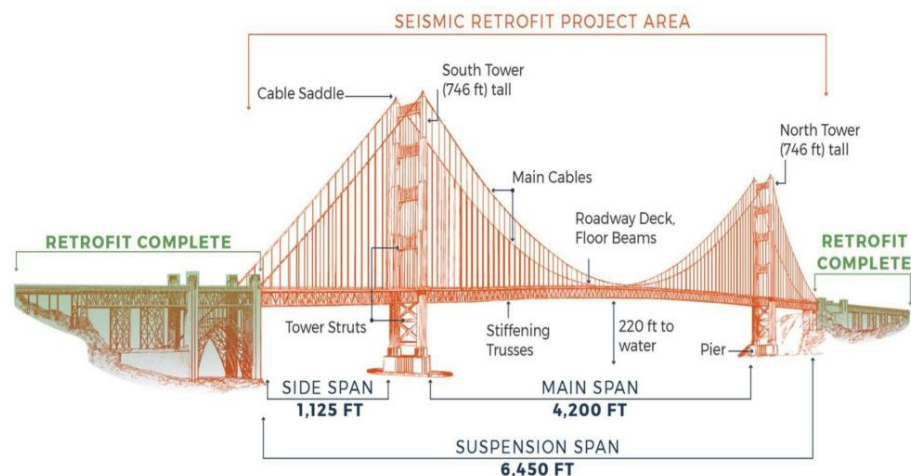 SEISMIC RETROFIT PROJECT AREA
Cable Saddle
South Tower
(746 ft) tall
North Tower
(746 ft) tall
Main Cables
Roadway Deck,
Floor Beams
RETROFIT COMPLETE
RETROFIT
COMPLETE
Tower Struts
Stiffening
Trusses
220 ft to
water
Pier
SIDE SPAN
1,125 FT
MAIN SPAN
4,200 FT
SUSPENSION SPAN
6,450 FT